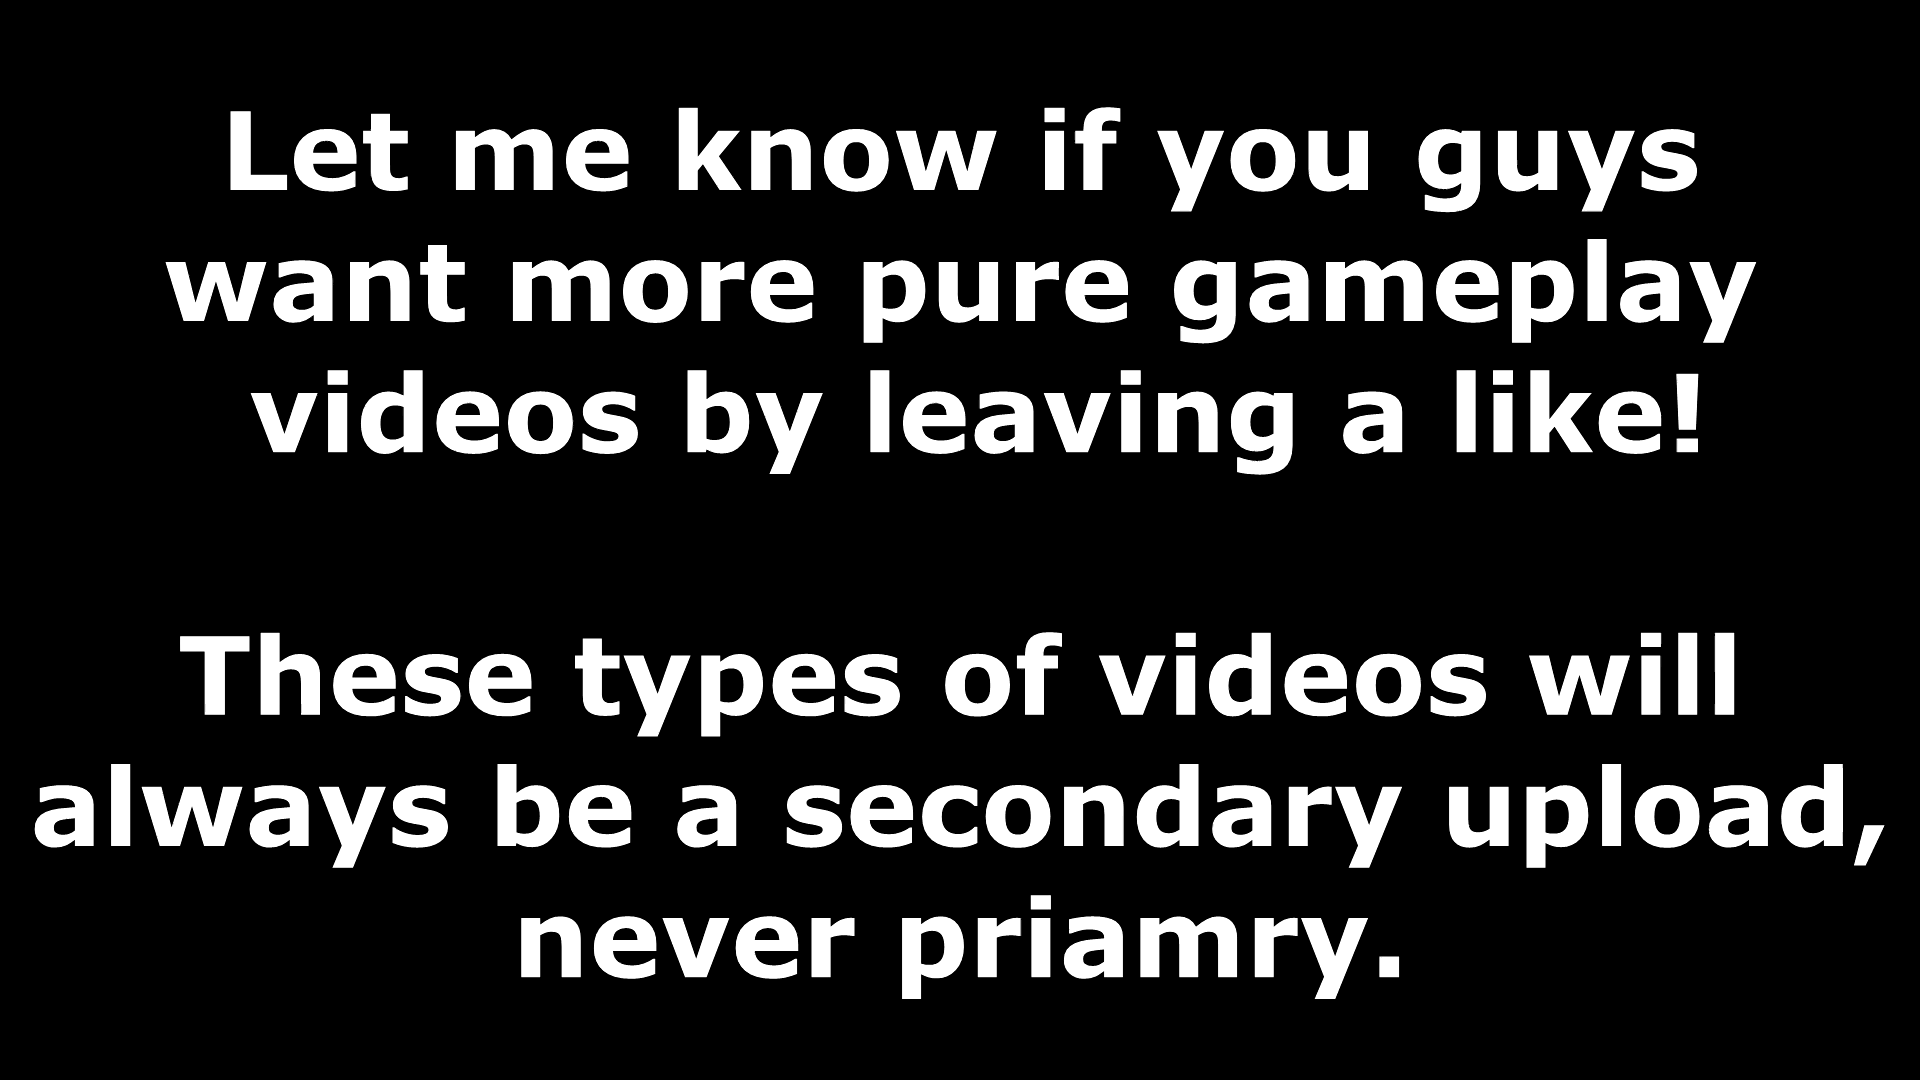 Let me know if you guys
want more pure gameplay
videos by leaving a like!
These types of videos will
always be a secondary upload,
never priamry.